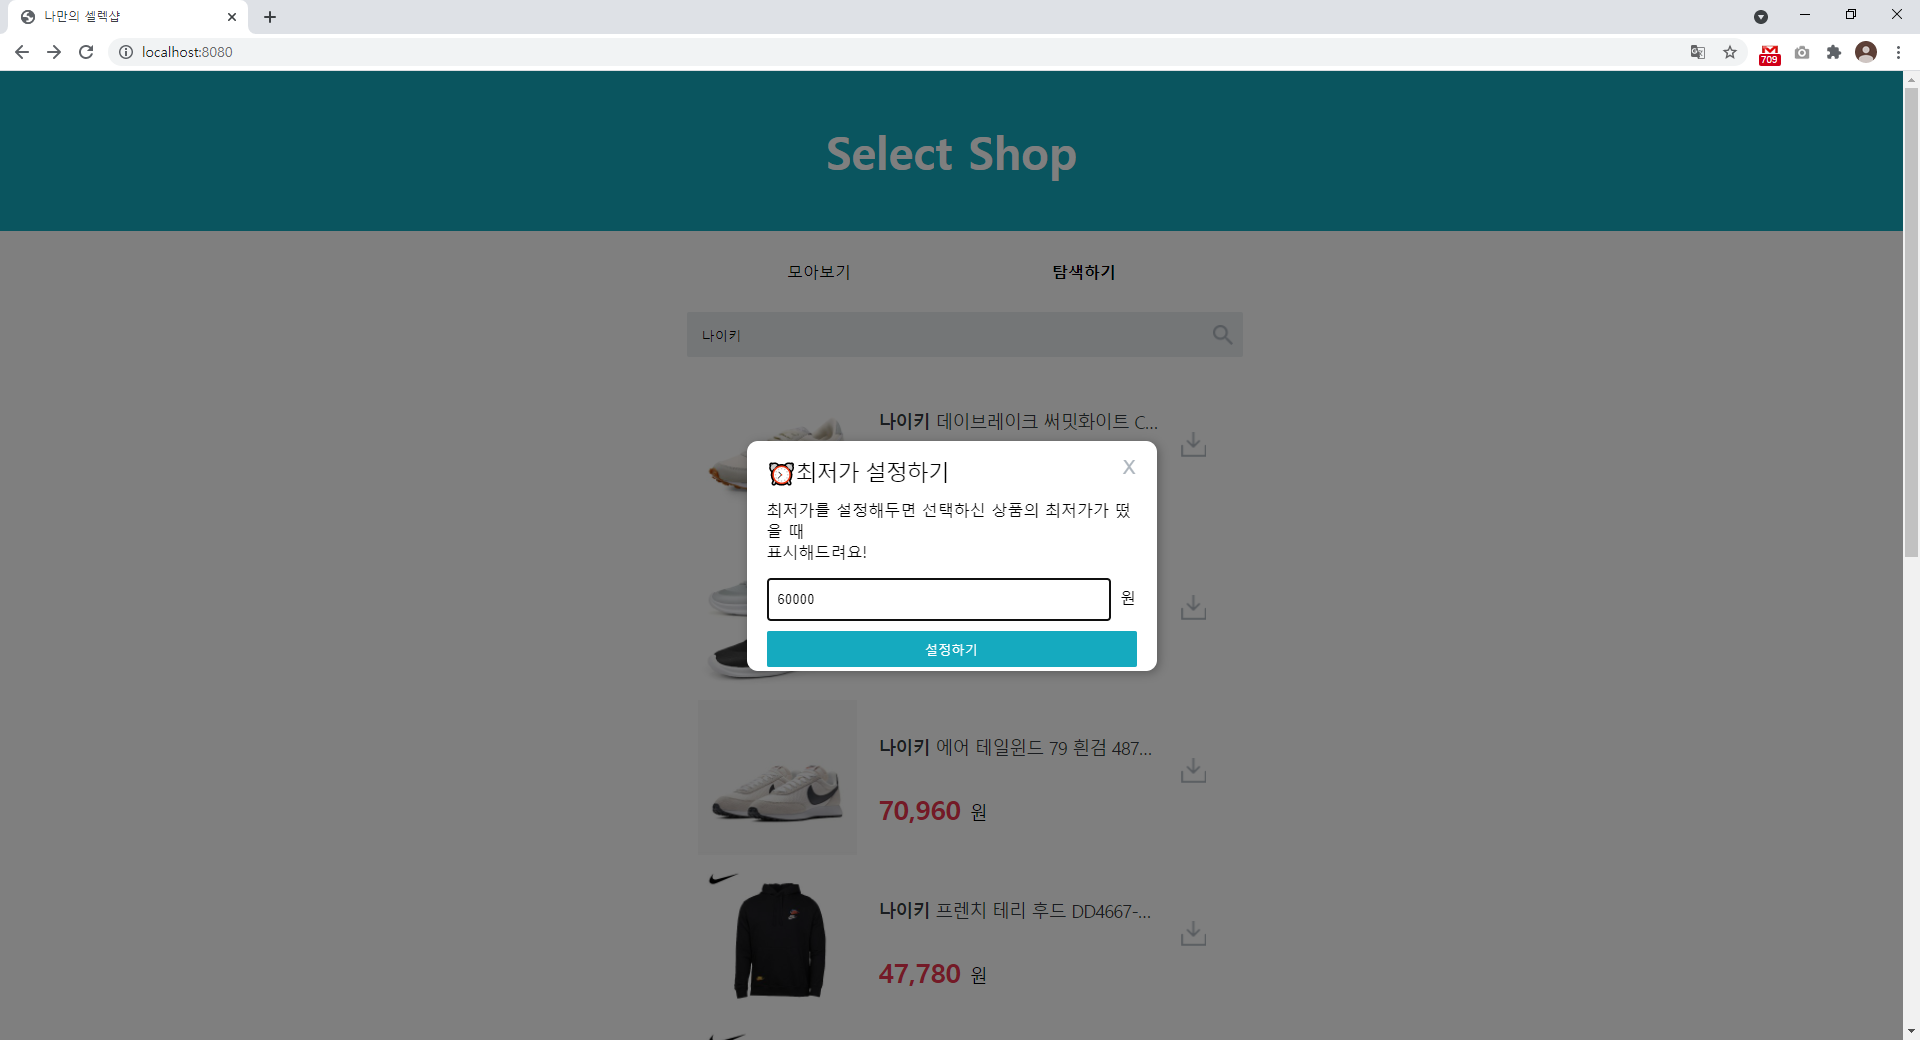 나만의 셀렉샵
localhost:8080
709
Select Shop
모아보기
탐색하기
나이키
나이키 데이브레이크 써밋화이트 C...
⏰최저가 설정하기
X
최저가를 설정해두면 선택하신 상품의 최저가가 떴
을 때
표시해드려요!
60000
원
설정하기
나이키 에어 테일윈드 79 흰검 487...
70,960 원
나이키 프렌치 테리 후드 DD4667-...
47,780 원